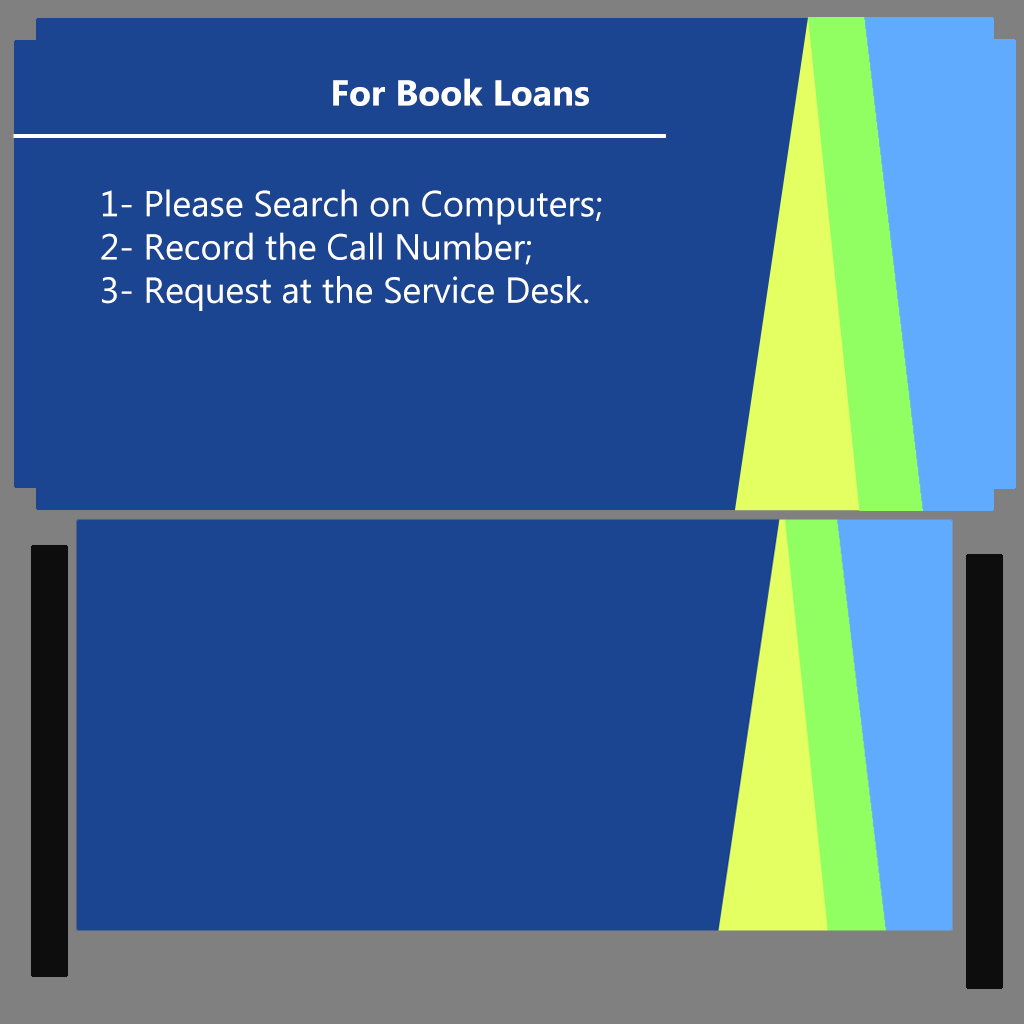 For Book Loans
1- Please Search on Computers;
2- Record the Call Number;
3- Request at the Service Desk.